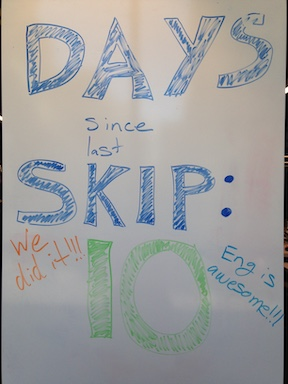 DAYS
since
last
SKIP:
We
did it!!!
10
Eng is
awesome!!!